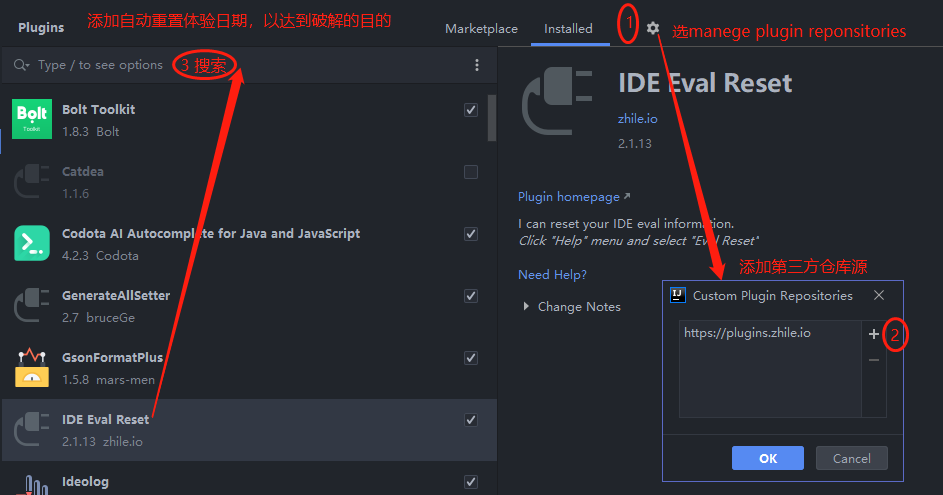 Plugins
添加自动重置体验日期，以达到破解的目的
Marketplace
Installed
1
选manege plugin reponsitories
Type / to see options
3 搜索
Bolt Toolkit
1.8.3 Bolt
Bolt
Toolkit
Catdea
1.1.6
Codota AI Autocomplete for Java and JavaScript
4.2.3 Codota
GenerateAllSetter
2.7 bruceGe
GsonFormatPlus
1.5.8 mars-men
IDE Eval Reset
2.1.13 zhile.io
Ideolog
IDE Eval Reset
zhile.io
2.1.13
Plugin homepage
I can reset your IDE eval information.
Click "Help" menu and select "Eval Reset"
Need Help?
Change Notes
添加第三方仓库源
IJ
Custom Plugin Repositories
https://plugins.zhile.io
2
OK
Cancel